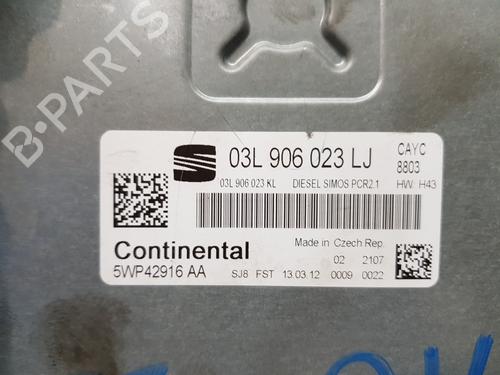 B-PARTS
03L 906 023 LJ
CAYC
8803
03L 906 023 KL DIESEL SIMOS PCR2.1 HW: H43
Continental
Made in Czech Rep.
02 2107
5WP42916 AA SJ8 FST 13.03.12 0009 0022